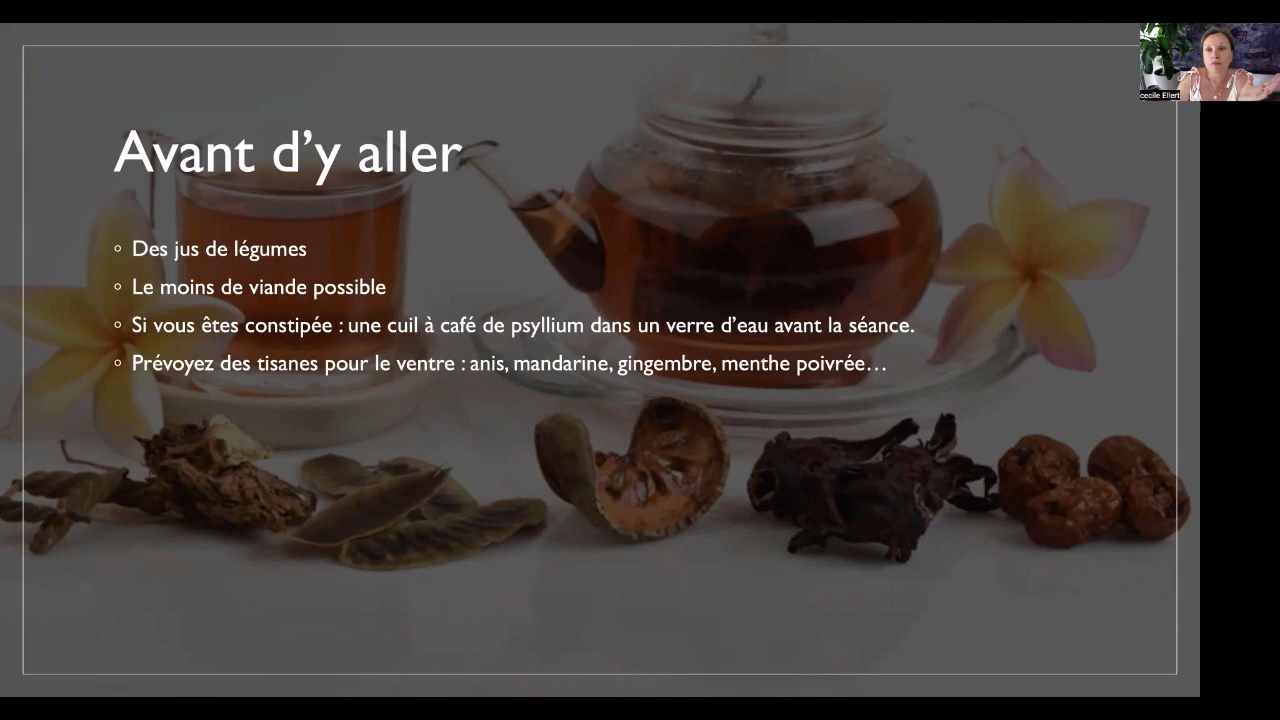 cecile Ellert
Avant d’y aller
Des jus de légumes
Le moins de viande possible
Si vous êtes constipée : une cuil à café de psyllium dans un verre d’eau avant la séance.
Prévoyez des tisanes pour le ventre : anis, mandarine, gingembre, menthe poivrée…